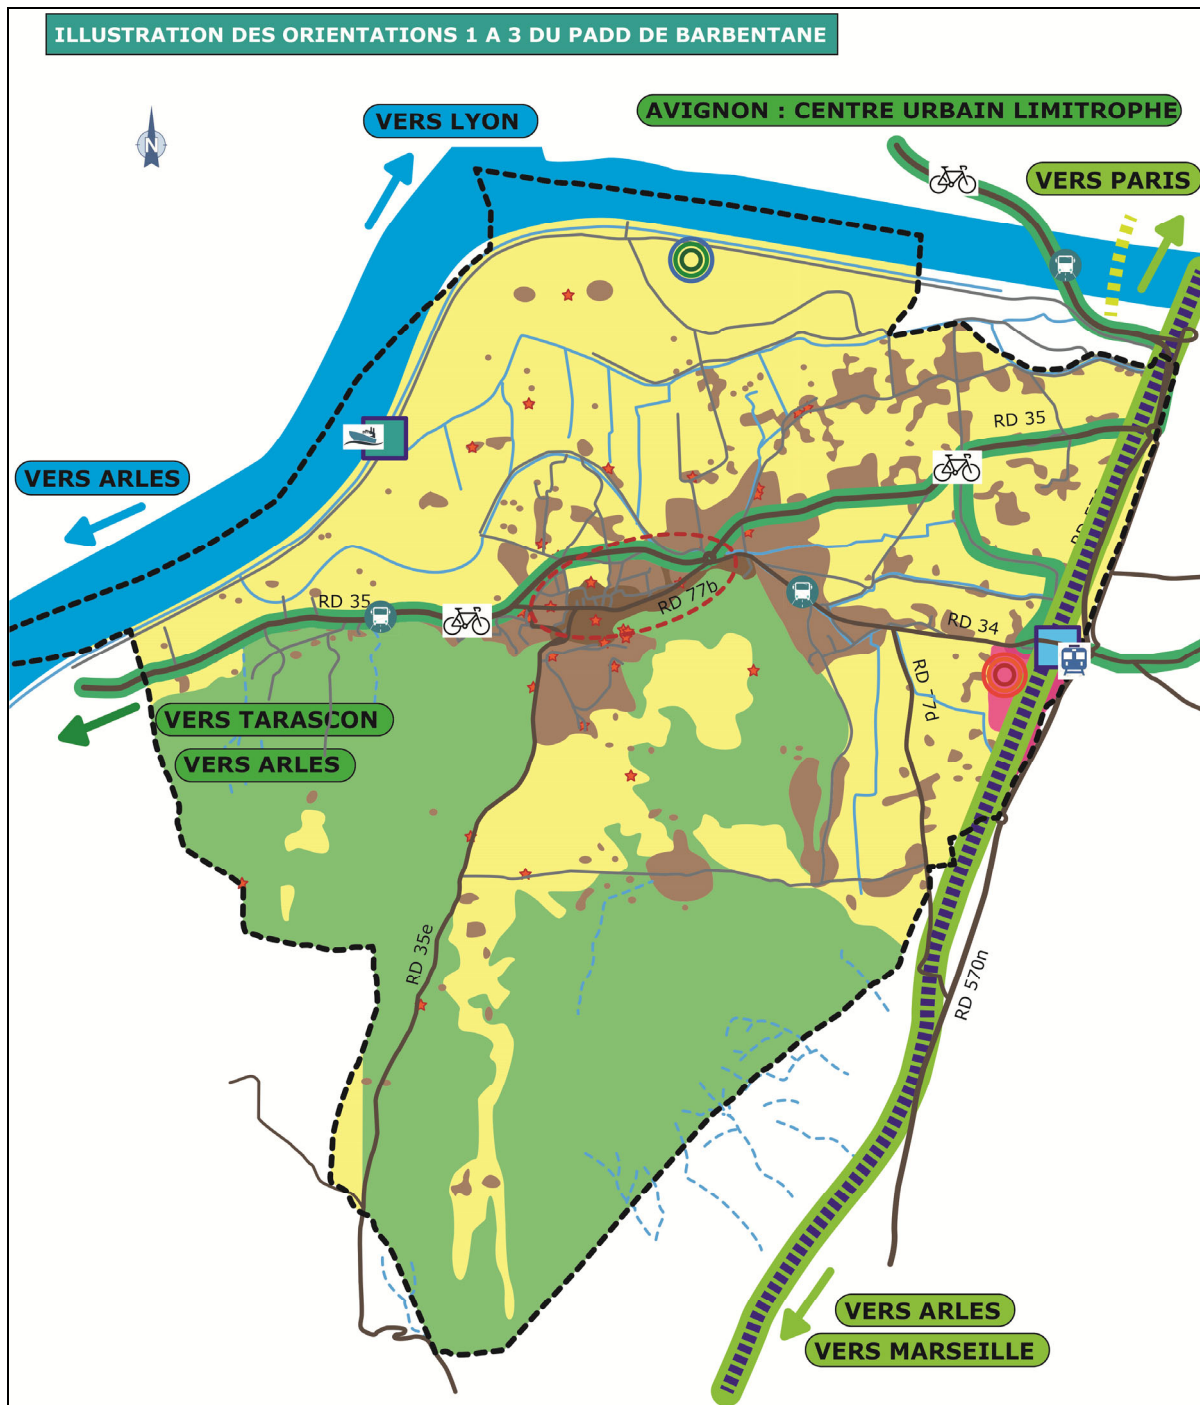 ILLUSTRATION DES ORIENTATIONS 1 A 3 DU PADD DE BARBENTANE
AVIGNON : CENTRE URBAIN LIMITROPHE
VERS LYON
N
VERS PARIS
RD 35
VERS ARLES
RD 35
RD 77b
RD 34
RD 77d
VERS TARASCON
VERS ARLES
RD 35e
RD 570n
VERS ARLES
VERS MARSEILLE